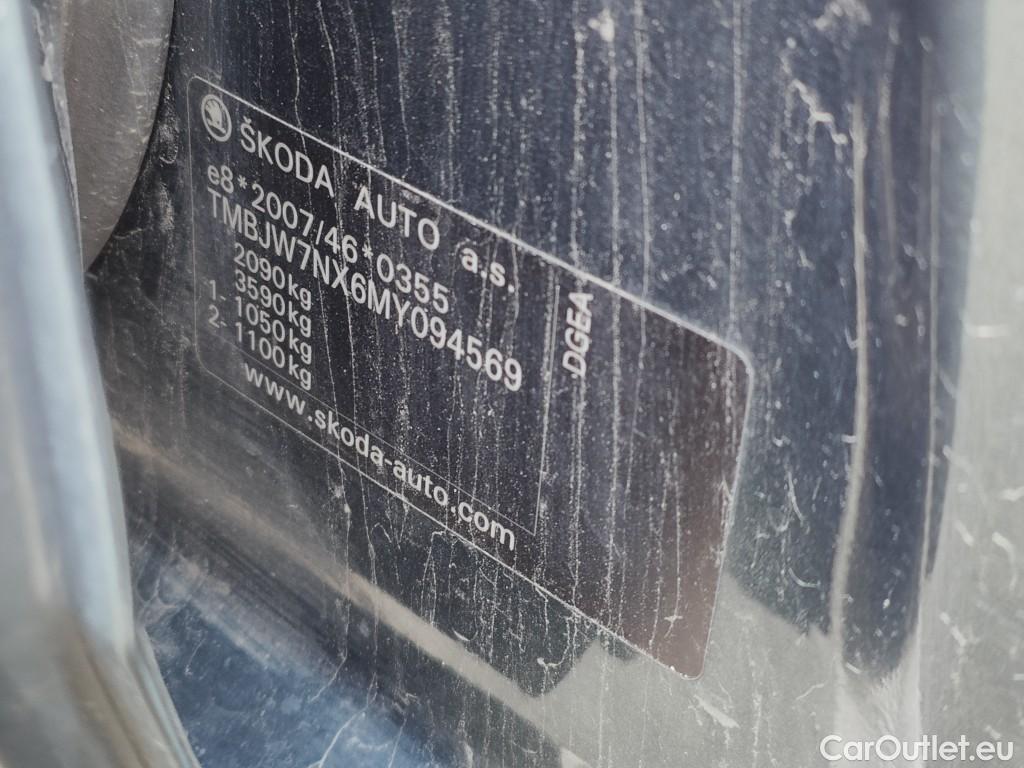 ŠKODA AUTO a.s.
e8*2007/46*0355
TMBJW7NX6MY094569
2090kg
3590kg
1- 1050kg
2- 1100kg
www.skoda-auto.com
DGEA
CarOutlet.eu